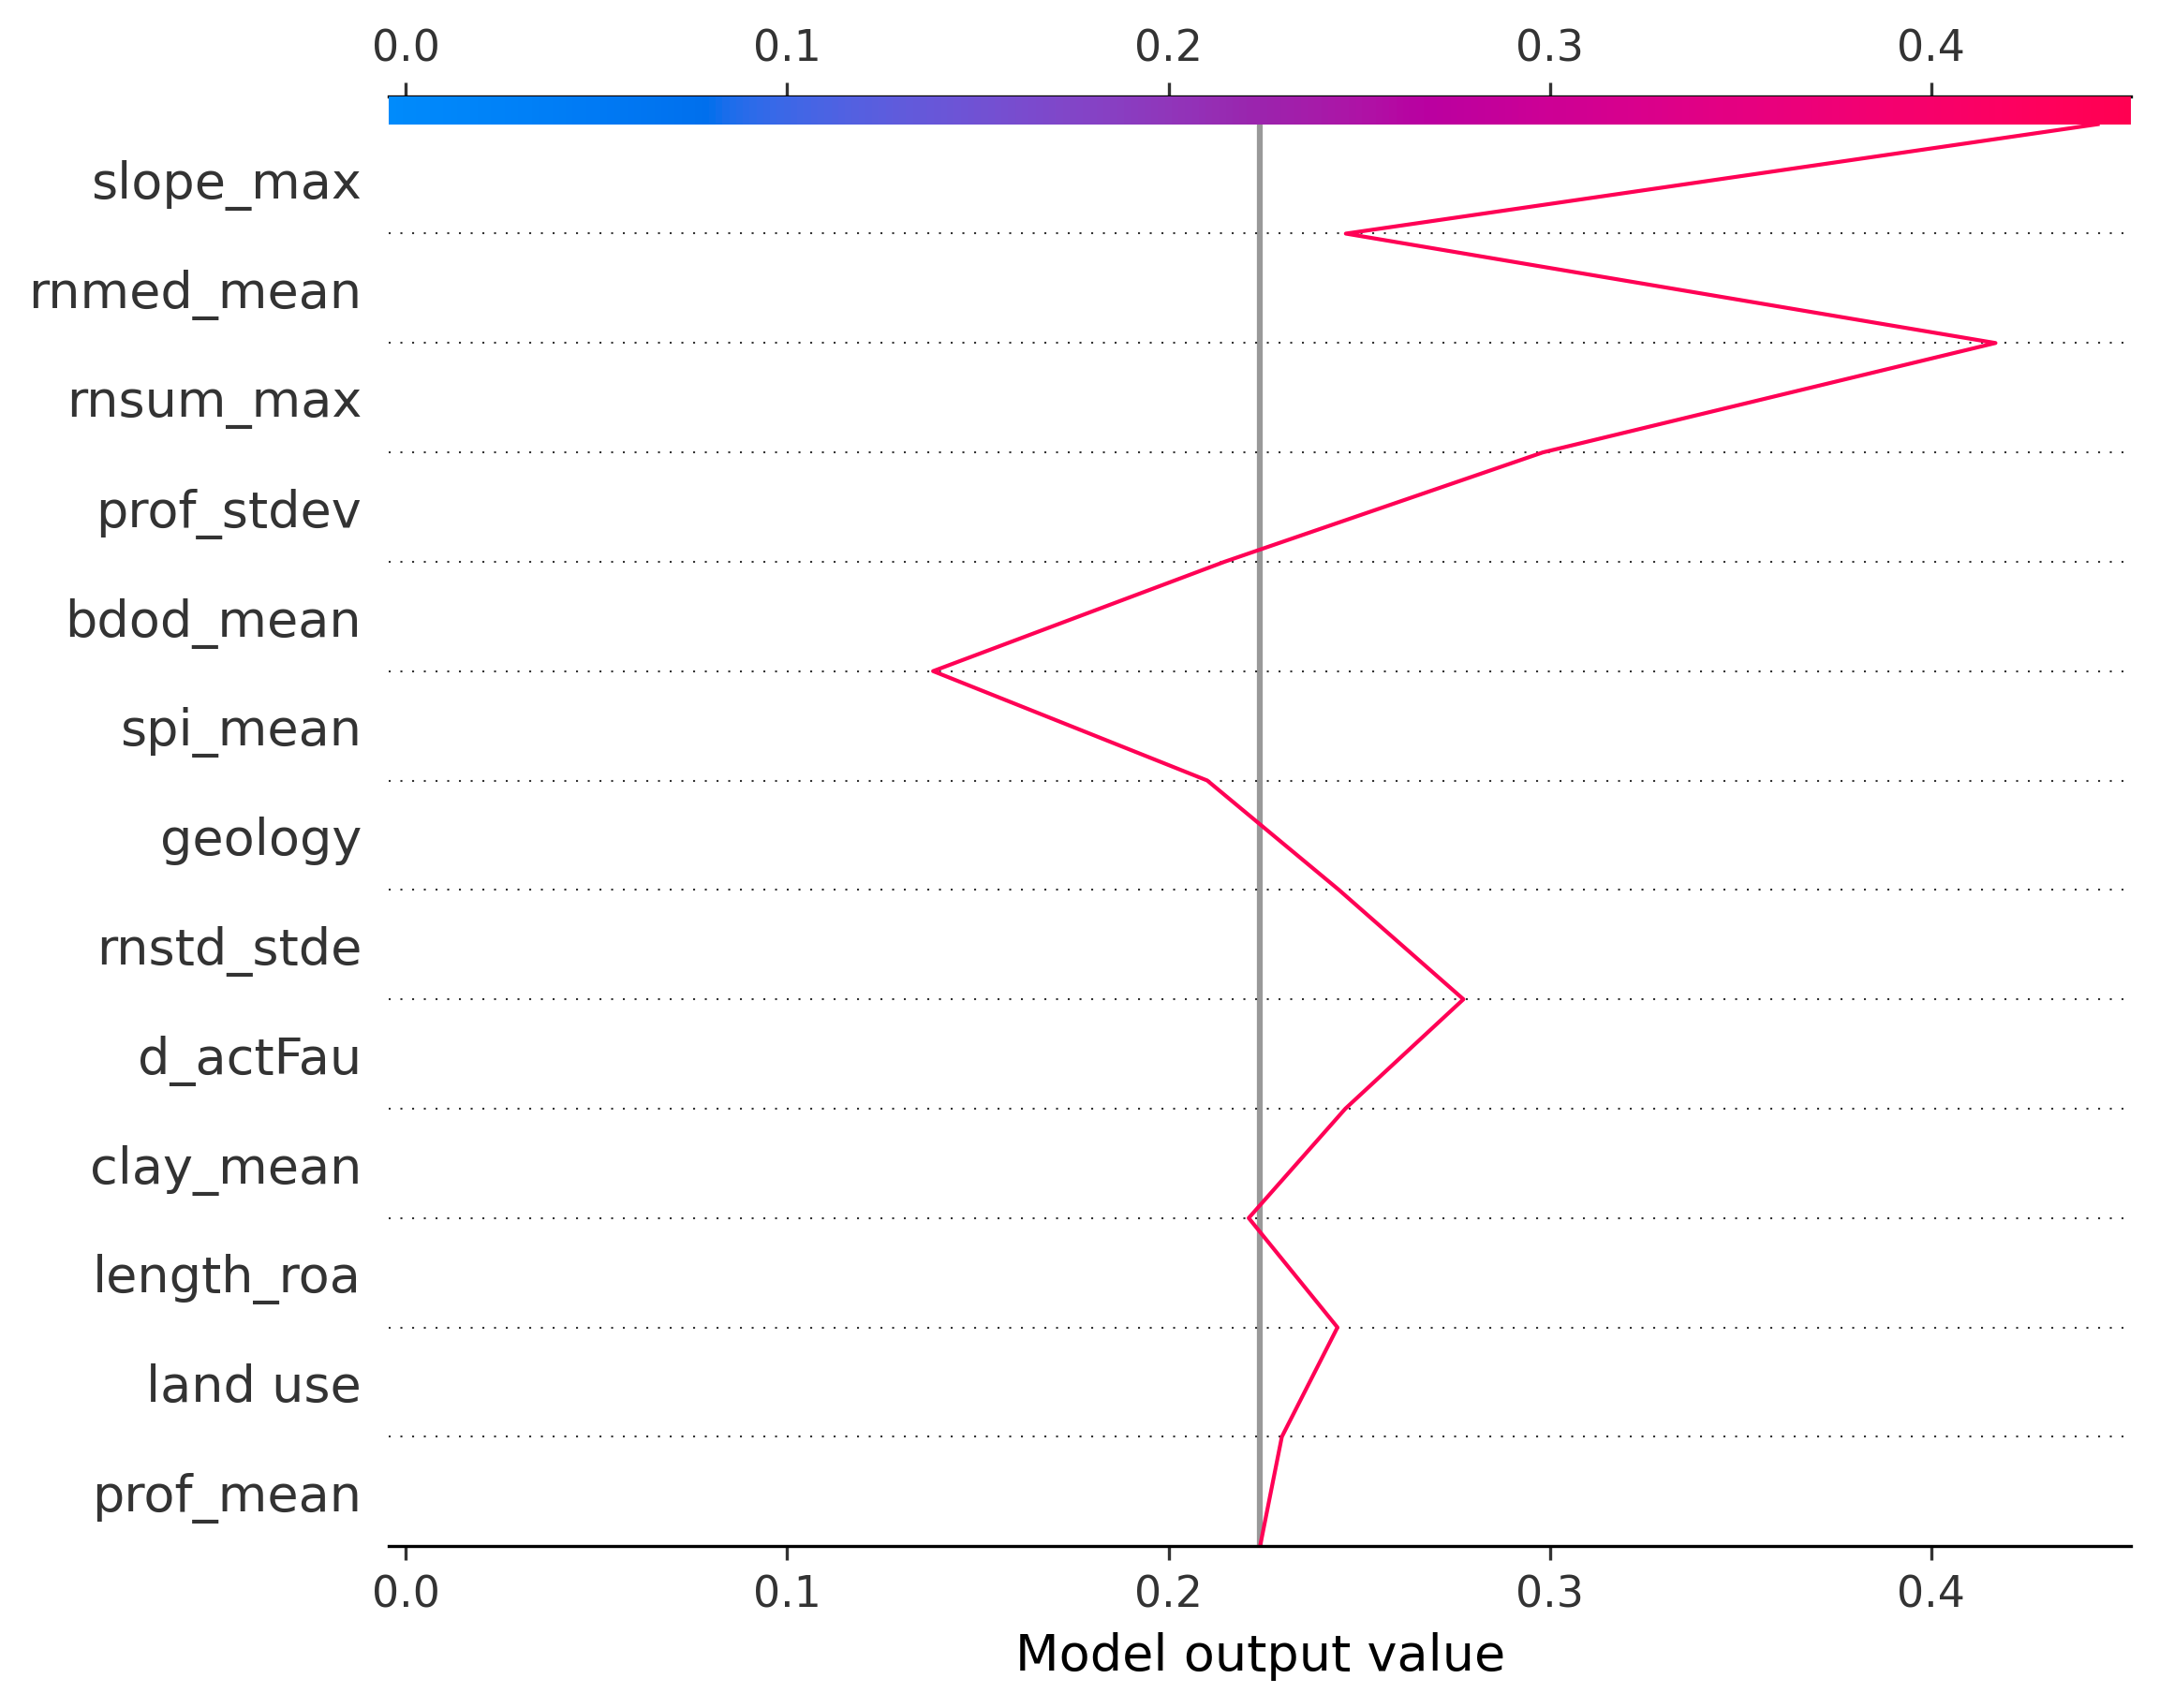 0.0 0.1 0.2 0.3 0.4
slope_max
rnmed_mean
rnsum_max
prof_stdev
bdod_mean
spi_mean
geology
rnstd_stde
d_actFau
clay_mean
length_roa
land use
prof_mean
0.0 0.1 0.2 0.3 0.4
Model output value